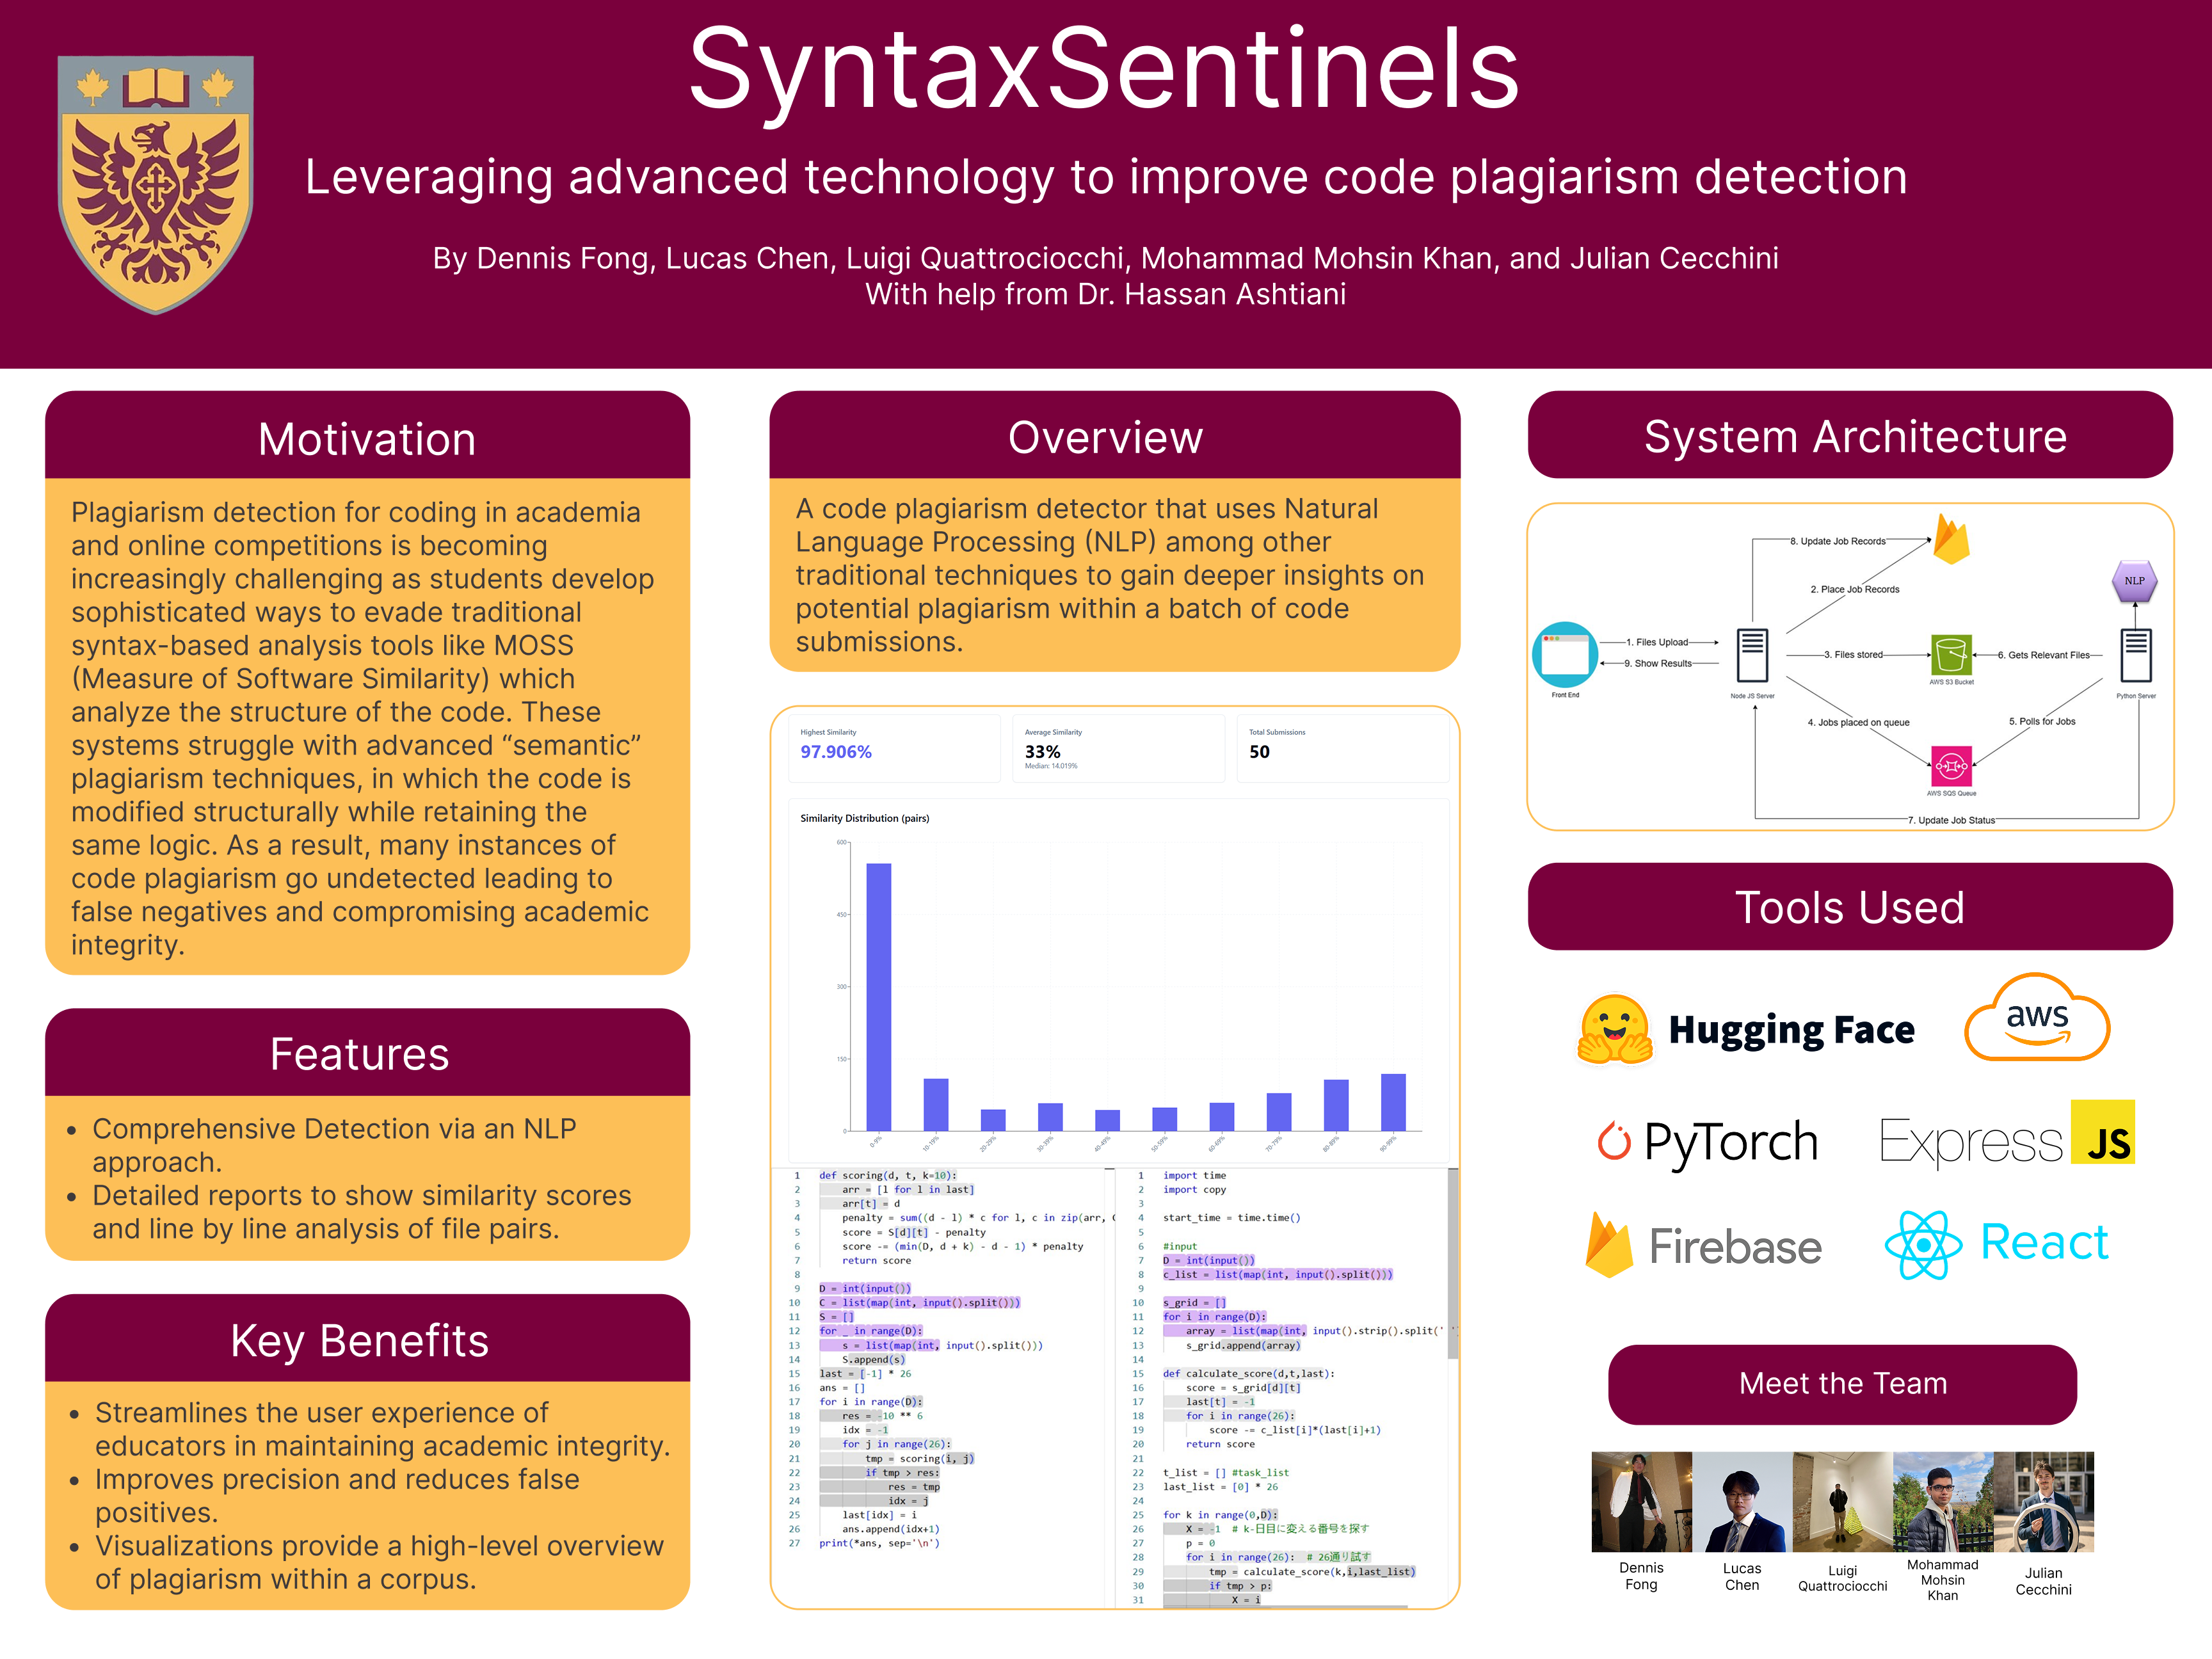 SyntaxSentinels
Leveraging advanced technology to improve code plagiarism detection
By Dennis Fong, Lucas Chen, Luigi Quattrociocchi, Mohammad Mohsin Khan, and Julian Cecchini
With help from Dr. Hassan Ashtiani
Motivation
Plagiarism detection for coding in academia
and online competitions is becoming
increasingly challenging as students develop
sophisticated ways to evade traditional
syntax-based analysis tools like MOSS
(Measure of Software Similarity) which
analyze the structure of the code. These
systems struggle with advanced “semantic”
plagiarism techniques, in which the code is
modified structurally while retaining the
same logic. As a result, many instances of
code plagiarism go undetected leading to
false negatives and compromising academic
integrity.
Features
• Comprehensive Detection via an NLP
approach.
• Detailed reports to show similarity scores
and line by line analysis of file pairs.
Key Benefits
• Streamlines the user experience of
educators in maintaining academic integrity.
• Improves precision and reduces false
positives.
• Visualizations provide a high-level overview
of plagiarism within a corpus.
Overview
A code plagiarism detector that uses Natural
Language Processing (NLP) among other
traditional techniques to gain deeper insights on
potential plagiarism within a batch of code
submissions.
Highest Similarity
97.906%
Average Similarity
33%
Median: 14.019%
Total Submissions
50
Similarity Distribution (pairs)
600
450
300
150
0
0-9%
10-19%
20-29%
30-39%
40-49%
50-59%
60-69%
70-79%
80-89%
90-99%
1 def scoring(d, t, k=10):
2 arr = [l for l in last]
3 arr[t] = d
4 penalty = sum((d - l) * c for l, c in zip(arr, C
5 score = S[d][t] - penalty
6 score -= (min(D, d + k) - d - 1) * penalty
7 return score
8
9 D = int(input())
10 C = list(map(int, input().split()))
11 S = []
12 for _ in range(D):
13 s = list(map(int, input().split()))
14 S.append(s)
15 last = [-1] * 26
16 ans = []
17 for i in range(D):
18 res = -10 ** 6
19 idx = -1
20 for j in range(26):
21 tmp = scoring(i, j)
22 if tmp > res:
23 res = tmp
24 idx = j
25 last[idx] = i
26 ans.append(idx+1)
27 print(*ans, sep='\n')
1 import time
2 import copy
3
4 start_time = time.time()
5
6 #input
7 D = int(input())
8 c_list = list(map(int, input().split()))
9
10 s_grid = []
11 for i in range(D):
12 array = list(map(int, input().strip().split(' '
13 s_grid.append(array)
14
15 def calculate_score(d,t,last):
16 score = s_grid[d][t]
17 last[t] = -1
18 for i in range(26):
19 score -= c_list[i]*(last[i]+1)
20 return score
21
22 t_list = [] #task_list
23 last_list = [0] * 26
24
25 for k in range(0,D):
26 X = -1 # k-日目に変える番号を探す
27 p = 0
28 for i in range(26): # 26通り試す
29 tmp = calculate_score(k,i,last_list)
30 if tmp > p:
31 X = i
System Architecture
8. Update Job Records
2. Place Job Records
NLP
1. Files Upload
3. Files stored
6. Gets Relevant Files
9. Show Results
AWS S3 Bucket
Front End
Node JS Server
Python Server
4. Jobs placed on queue
5. Polls for Jobs
AWS SQS Queue
7. Update Job Status
Tools Used
Hugging Face
aws
PyTorch
Express JS
Firebase
React
Meet the Team
Dennis
Fong
Lucas
Chen
Luigi
Quattrociocchi
Mohammad
Mohsin
Khan
Julian
Cecchini